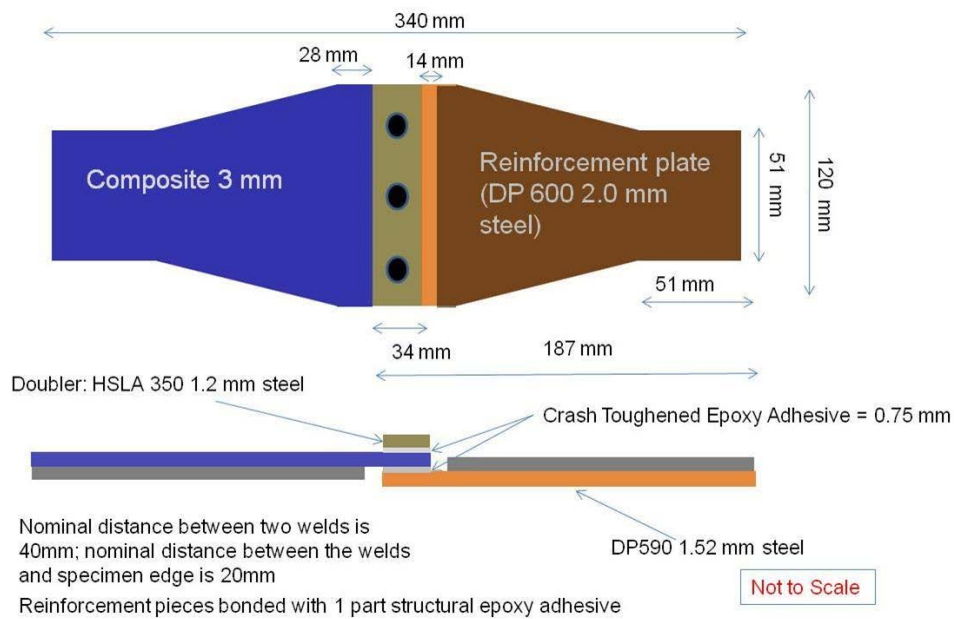 340 mm
28 mm
14 mm
Composite 3 mm
Reinforcement plate
(DP 600 2.0 mm
steel)
51 mm
120 mm
51 mm
34 mm
187 mm
Doubler: HSLA 350 1.2 mm steel
Crash Toughened Epoxy Adhesive = 0.75 mm
Nominal distance between two welds is
40mm; nominal distance between the welds
and specimen edge is 20mm
DP590 1.52 mm steel
Not to Scale
Reinforcement pieces bonded with 1 part structural epoxy adhesive